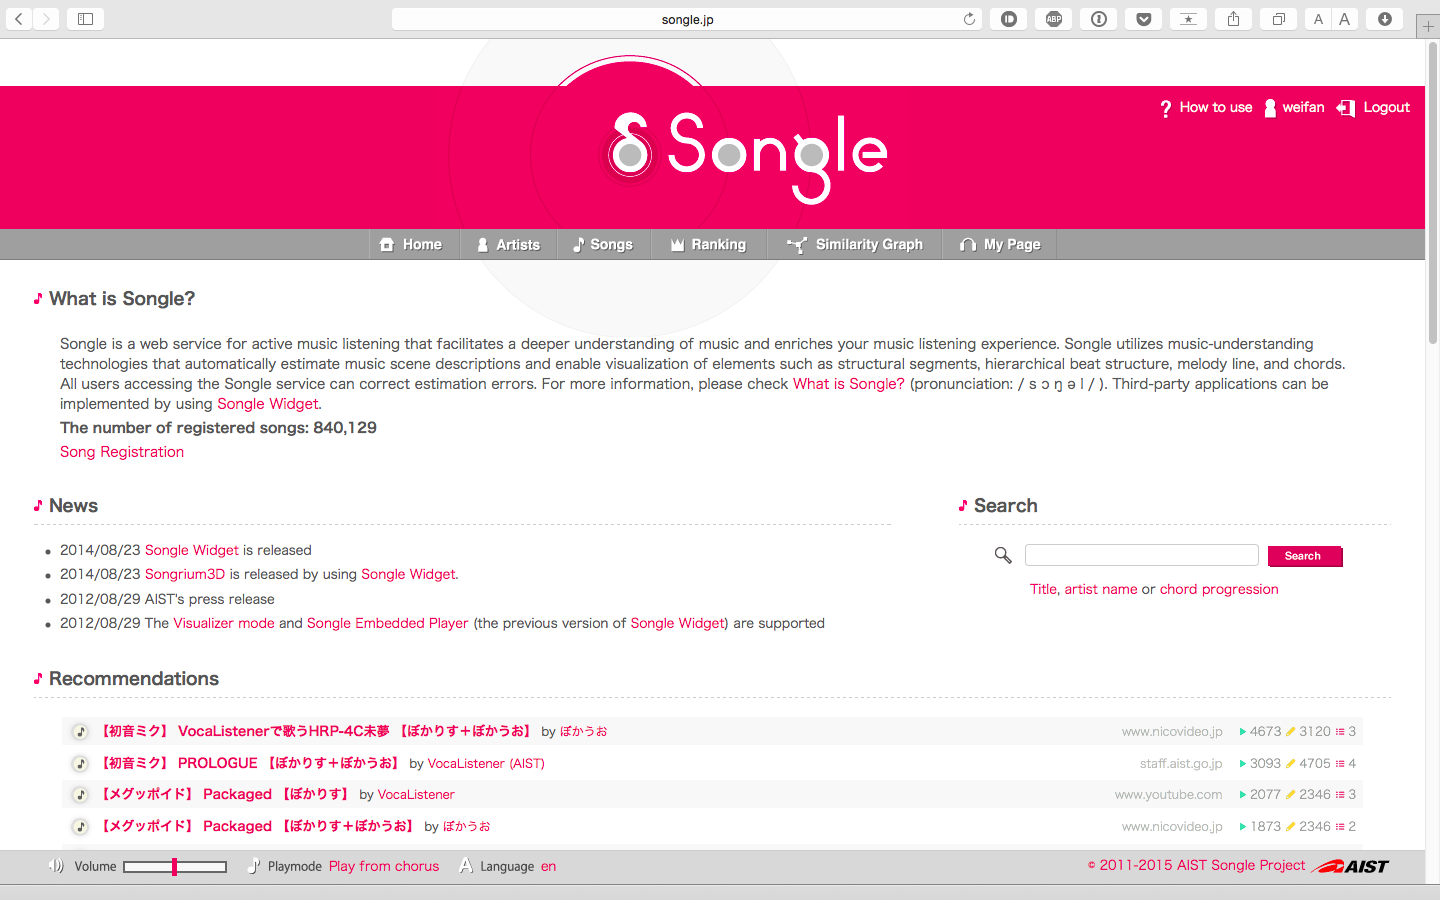 songle.jp
ABP
A A
How to use weifan Logout
Songle
Home Artists Songs Ranking Similarity Graph My Page
What is Songle?
Songle is a web service for active music listening that facilitates a deeper understanding of music and enriches your music listening experience. Songle utilizes music-understanding
technologies that automatically estimate music scene descriptions and enable visualization of elements such as structural segments, hierarchical beat structure, melody line, and chords.
All users accessing the Songle service can correct estimation errors. For more information, please check What is Songle? (pronunciation: / s ɔ ŋ ə l / ). Third-party applications can be
implemented by using Songle Widget.
The number of registered songs: 840,129
Song Registration
News
2014/08/23 Songle Widget is released
2014/08/23 Songrium3D is released by using Songle Widget.
2012/08/29 AIST's press release
2012/08/29 The Visualizer mode and Songle Embedded Player (the previous version of Songle Widget) are supported
Search
Search
Title, artist name or chord progression
Recommendations
【初音ミク】 VocaListenerで歌うHRP-4C未夢 【ぼかりす＋ぼかうお】 by ぼかうお www.nicovideo.jp 4673 3120 3
【初音ミク】 PROLOGUE 【ぼかりす＋ぼかうお】 by VocaListener (AIST) staff.aist.go.jp 3093 4705 4
【メグッポイド】 Packaged 【ぼかりす】 by VocaListener www.youtube.com 2077 2346 3
【メグッポイド】 Packaged 【ぼかりす＋ぼかうお】 by ぼかうお www.nicovideo.jp 1873 2346 2
Volume Playmode Play from chorus A Language en © 2011-2015 AIST Songle Project AIST